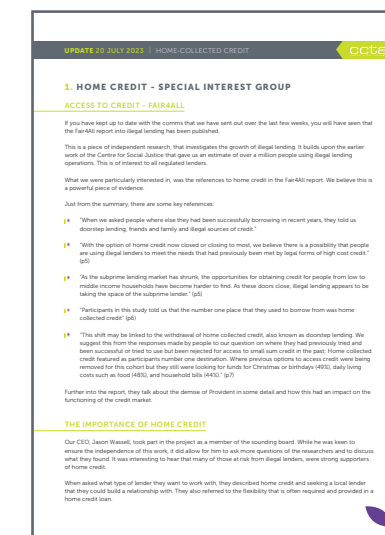 UPDATE 20 JULY 2023 | HOME-COLLECTED CREDIT
ccta
1. HOME CREDIT - SPECIAL INTEREST GROUP
ACCESS TO CREDIT - FAIR4ALL
If you have kept up to date with the comms that we have sent out over the last few weeks, you will have seen that
the Fair4All report into illegal lending has been published.
This is a piece of independent research, that investigates the growth of illegal lending. It builds upon the earlier
work of the Centre for Social Justice that gave us an estimate of over a million people using illegal lending
operations. This is of interest to all regulated lenders.
What we were particularly interested in, was the references to home credit in the Fair4All report. We believe this is
a powerful piece of evidence.
Just from the summary, there are some key references:
"When we asked people where else they had been successfully borrowing in recent years, they told us
doorstep lending, friends and family and illegal sources of credit."
"With the option of home credit now closed or closing to most, we believe there is a possibility that people
are using illegal lenders to meet the needs that had previously been met by legal forms of high cost credit."
(p5)
"As the subprime lending market has shrunk, the opportunities for obtaining credit for people from low to
middle income households have become harder to find. As these doors close, illegal lending appears to be
taking the space of the subprime lender." (p5)
"Participants in this study told us that the number one place that they used to borrow from was home
collected credit" (p6)
"This shift may be linked to the withdrawal of home collected credit, also known as doorstep lending. We
suggest this from the responses made by people to our question on where they had previously tried and
been successful or tried to use but been rejected for access to small sum credit in the past; Home collected
credit featured as participants number one destination. Where previous options to access credit were being
removed for this cohort but they still were looking for funds for Christmas or birthdays (49%), daily living
costs such as food (48%), and household bills (44%)." (p7)
Further into the report, they talk about the demise of Provident in some detail and how this had an impact on the
functioning of the credit market.
THE IMPORTANCE OF HOME CREDIT
Our CEO, Jason Wassell, took part in the project as a member of the sounding board. While he was keen to
ensure the independence of this work, it did allow for him to ask more questions of the researchers and to discuss
what they found. It was interesting to hear that many of those at risk from illegal lenders, were strong supporters
of home credit.
When asked what type of lender they want to work with, they described home credit and seeking a local lender
that they could build a relationship with. They also referred to the flexibility that is often required and provided in a
home credit loan.